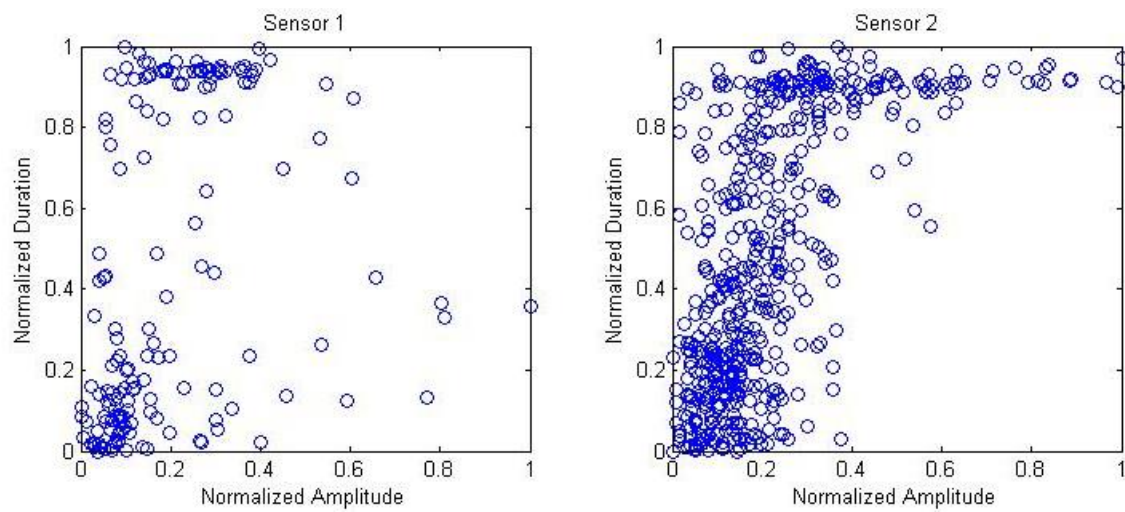 Sensor 1
1
0.8
0.6
0.4
0.2
0
Normalized Duration
0 0.2 0.4 0.6 0.8 1
Normalized Amplitude
Sensor 2
1
0.8
0.6
0.4
0.2
0
Normalized Duration
0 0.2 0.4 0.6 0.8 1
Normalized Amplitude